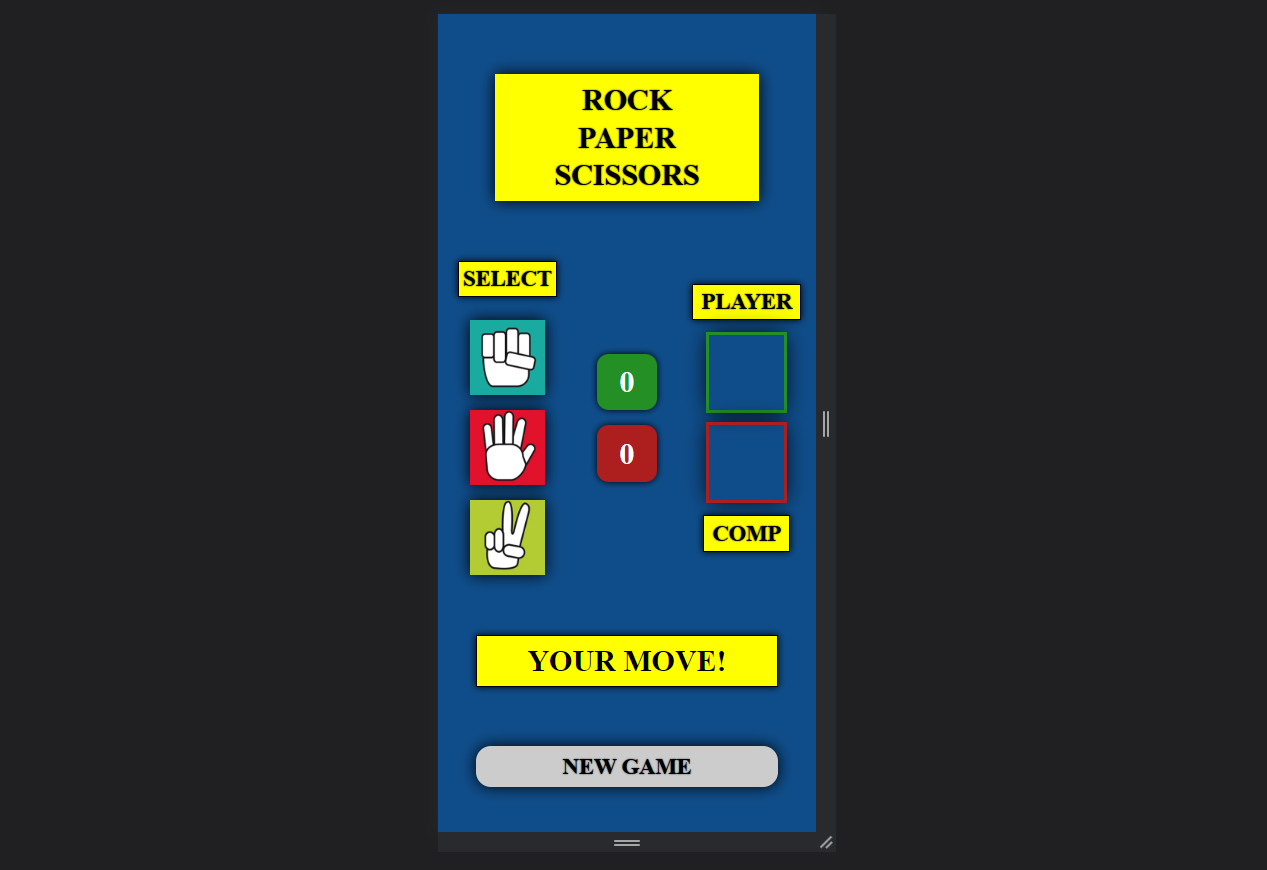 ROCK
PAPER
SCISSORS
SELECT
PLAYER
0
0
COMP
YOUR MOVE!
NEW GAME